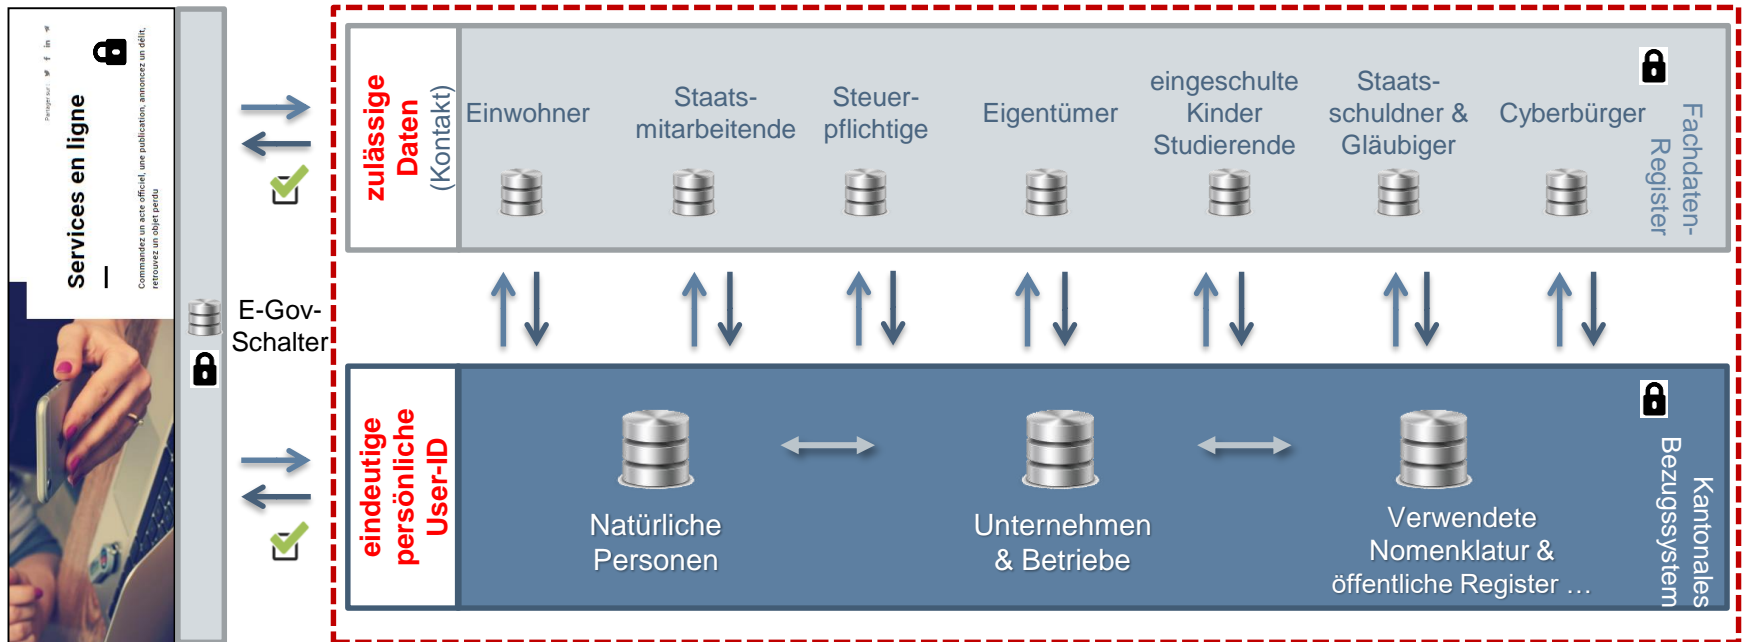 Partager sur :
Services en ligne
Commandez un acte officiel, une publication, annoncez un délit,
retrouvez un objet perdu
E-Gov-
Schalter
zulässige
Daten
(Kontakt)
Einwohner
Staats-
mitarbeitende
Steuer-
pflichtige
Eigentümer
eingeschulte
Kinder
Studierende
Staats-
schuldner &
Gläubiger
Cyberbürger
Fachdaten-
Register
eindeutige
persönliche
User-ID
Natürliche
Personen
Unternehmen
& Betriebe
Verwendete
Nomenklatur &
öffentliche Register ...
Kantonales
Bezugssystem